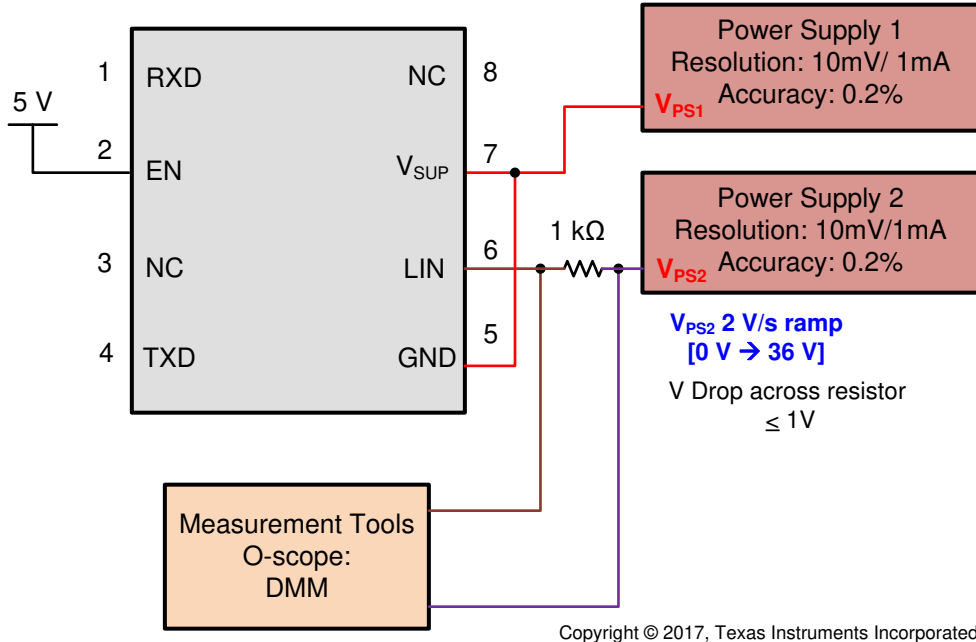 5 V
1
RXD
2
EN
3
NC
4
TXD
NC
8
VSUP
7
LIN
6
GND
5
1 kΩ
Power Supply 1
Resolution: 10mV/ 1mA
Accuracy: 0.2%
VPS1
Power Supply 2
Resolution: 10mV/1mA
Accuracy: 0.2%
VPS2
VPS2 2 V/s ramp
[0 V → 36 V]
V Drop across resistor
≤ 1V
Measurement Tools
O-scope:
DMM
Copyright © 2017, Texas Instruments Incorporated